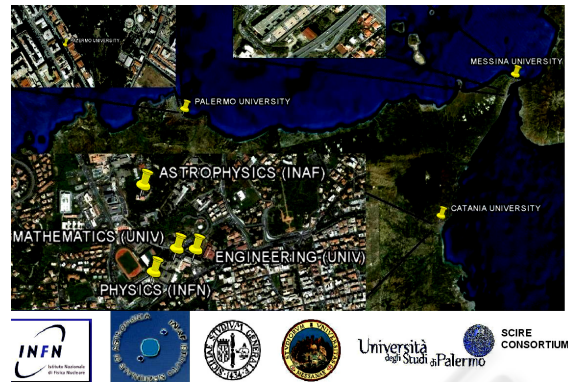 PALERMO UNIVERSITY
MESSINA UNIVERSITY
PALERMO UNIVERSITY
ASTROPHYSICS (INAF)
CATANIA UNIVERSITY
MATHEMATICS (UNIV)
ENGINEERING (UNIV)
PHYSICS (INFN)
INFN
Istituto Nazionale
di Fisica Nucleare
Università
degli Studi di Palermo
SCIRE
CONSORTIUM